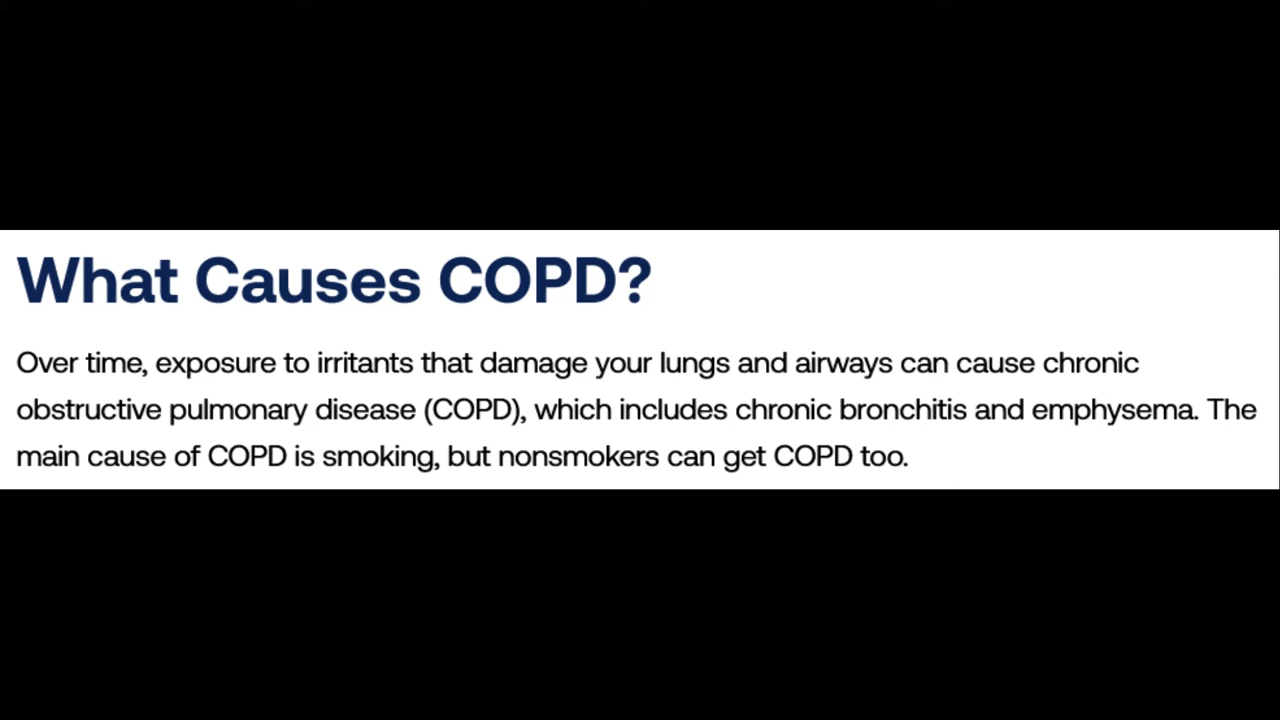 What Causes COPD?
Over time, exposure to irritants that damage your lungs and airways can cause chronic
obstructive pulmonary disease (COPD), which includes chronic bronchitis and emphysema. The
main cause of COPD is smoking, but nonsmokers can get COPD too.